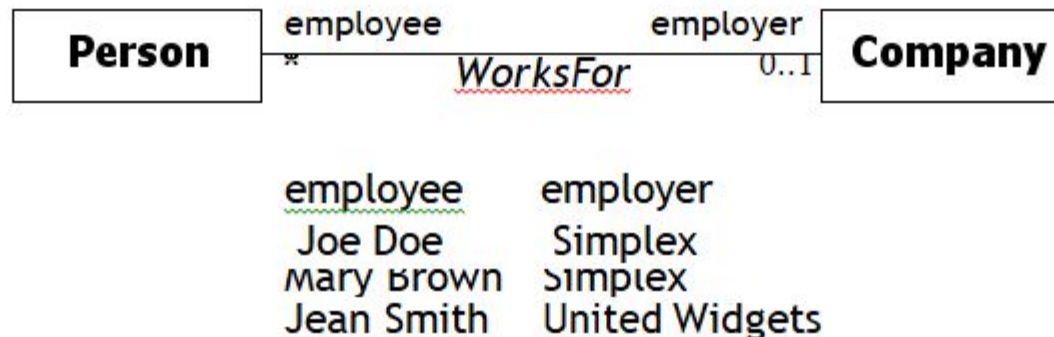 employee employer
Person Company
* WorksFor 0..1
employee employer
Joe Doe Simplex
Mary Brown Simplex
Jean Smith United Widgets